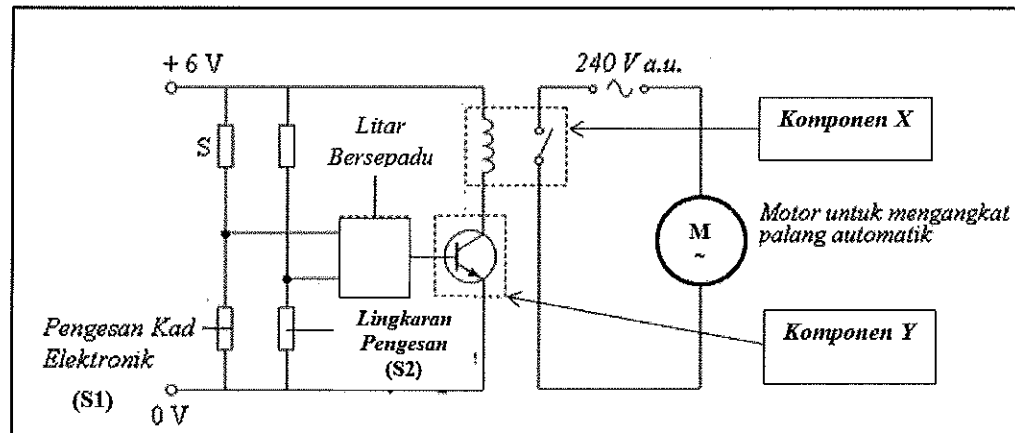 + 6 V
240 V a.u.
S
Litar
Bersepadu
Komponen X
M
~
Motor untuk mengangkat
palang automatik
Pengesan Kad
Elektronik
(S1)
Lingkaran
Pengesan
(S2)
Komponen Y
0 V